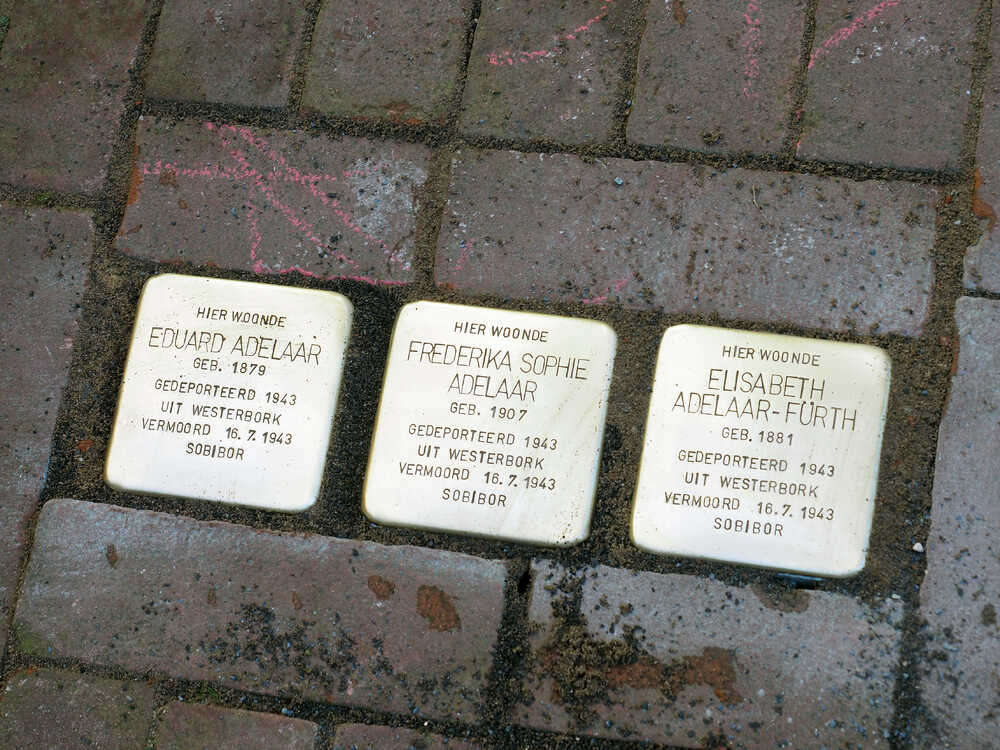 HIER WOONDE
EDUARD ADELAAR
GEB. 1879
GEDEPORTEERD 1943
UIT WESTERBORK
VERMOORD 16.7.1943
SOBIBOR
HIER WOONDE
FREDERIKA SOPHIE
ADELAAR
GEB. 1907
GEDEPORTEERD 1943
UIT WESTERBORK
VERMOORD 16.7.1943
SOBIBOR
HIER WOONDE
ELISABETH
ADELAAR-FÜRTH
GEB. 1881
GEDEPORTEERD 1943
UIT WESTERBORK
VERMOORD 16.7.1943
SOBIBOR